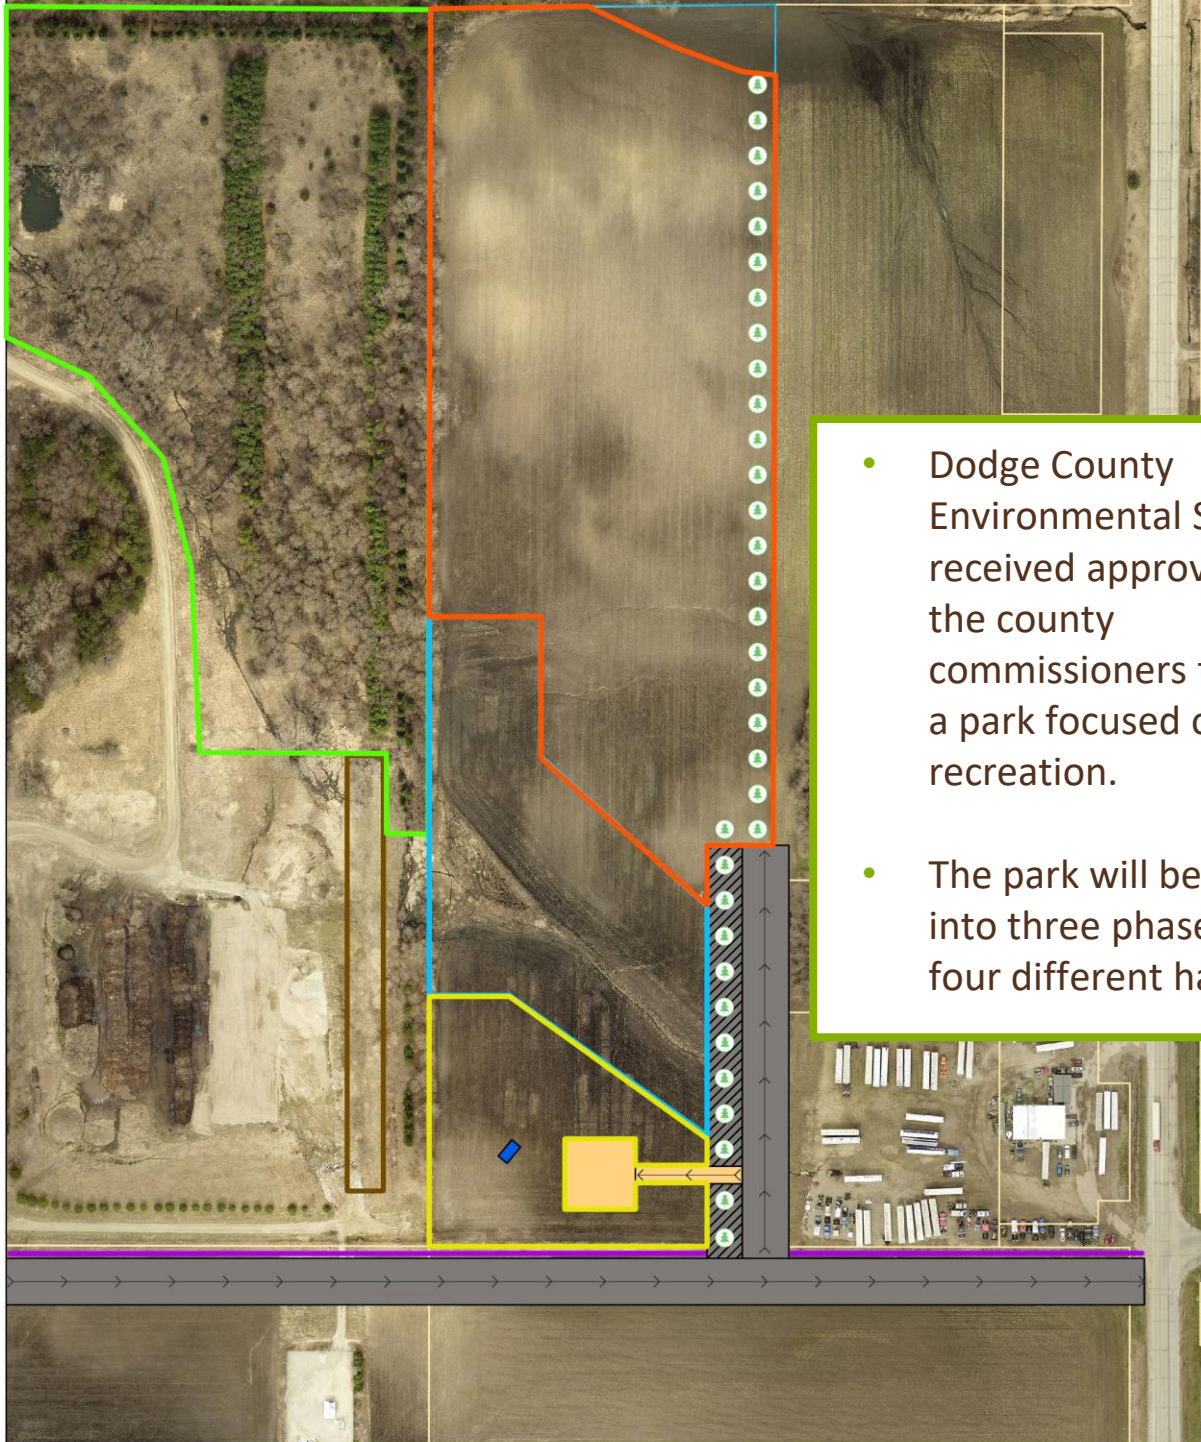 • Dodge County
Environmental
received
the county
commissioners
a park focused
recreation.
• The park will be
into three
four different